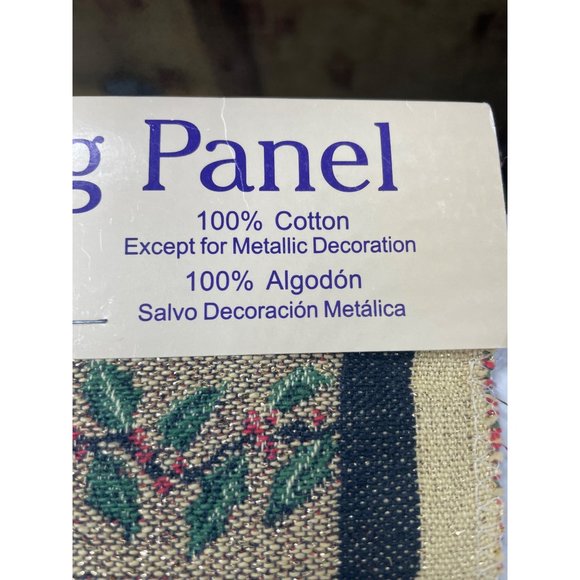 g Panel
100% Cotton
Except for Metallic Decoration
100% Algodón
Salvo Decoración Metálica